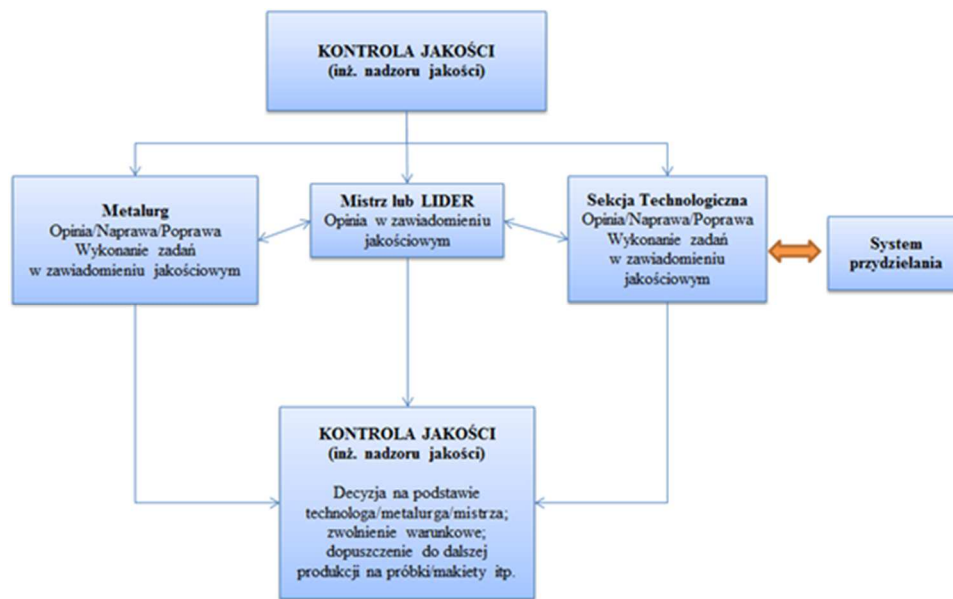 KONTROLA JAKOŚCI
(inż. nadzoru jakości)
Metalurg
Opinia/Naprawa/Poprawa
Wykonanie zadań
w zawiadomieniu jakościowym
Mistrz lub LIDER
Opinia w zawiadomieniu
jakościowym
Sekcja Technologiczna
Opinia/Naprawa/Poprawa
Wykonanie zadań
w zawiadomieniu
jakościowym
System
przydzielania
KONTROLA JAKOŚCI
(inż. nadzoru jakości)
Decyzja na podstawie
technologa/metalurga/mistrza;
zwolnienie warunkowe;
dopuszczenie do dalszej
produkcji na próbki/makiety itp.